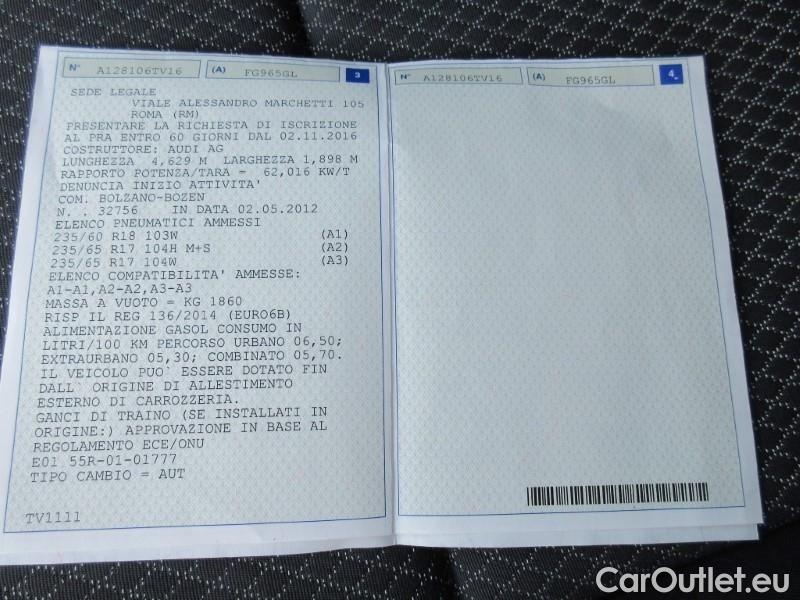 N° A128106TV16 (A) FG965GL 3
SEDE LEGALE
VIALE ALESSANDRO MARCHETTI 105
ROMA (RM)
PRESENTARE LA RICHIESTA DI ISCRIZIONE
AL PRA ENTRO 60 GIORNI DAL 02.11.2016
COSTRUTTORE: AUDI AG
LUNGHEZZA 4,629 M LARGHEZZA 1,898 M
RAPPORTO POTENZA/TARA = 62,016 KW/T
DENUNCIA INIZIO ATTIVITA'
COM. BOLZANO-BOZEN
N. . 32756 IN DATA 02.05.2012
ELENCO PNEUMATICI AMMESSI
235/60 R18 103W (A1)
235/65 R17 104H M+S (A2)
235/65 R17 104W (A3)
ELENCO COMPATIBILITA' AMMESSE:
A1-A1,A2-A2,A3-A3
MASSA A VUOTO = KG 1860
RISP IL REG 136/2014 (EURO6B)
ALIMENTAZIONE GASOL CONSUMO IN
LITRI/100 KM PERCORSO URBANO 06,50;
EXTRAURBANO 05,30; COMBINATO 05,70.
IL VEICOLO PUO` ESSERE DOTATO FIN
DALL` ORIGINE DI ALLESTIMENTO
ESTERNO DI CARROZZERIA.
GANCI DI TRAINO (SE INSTALLATI IN
ORIGINE:) APPROVAZIONE IN BASE AL
REGOLAMENTO ECE/ONU
E01 55R-01-01777
TIPO CAMBIO = AUT
TV1111
N° A128106TV16 (A) FG965GL 4
CarOutlet.eu